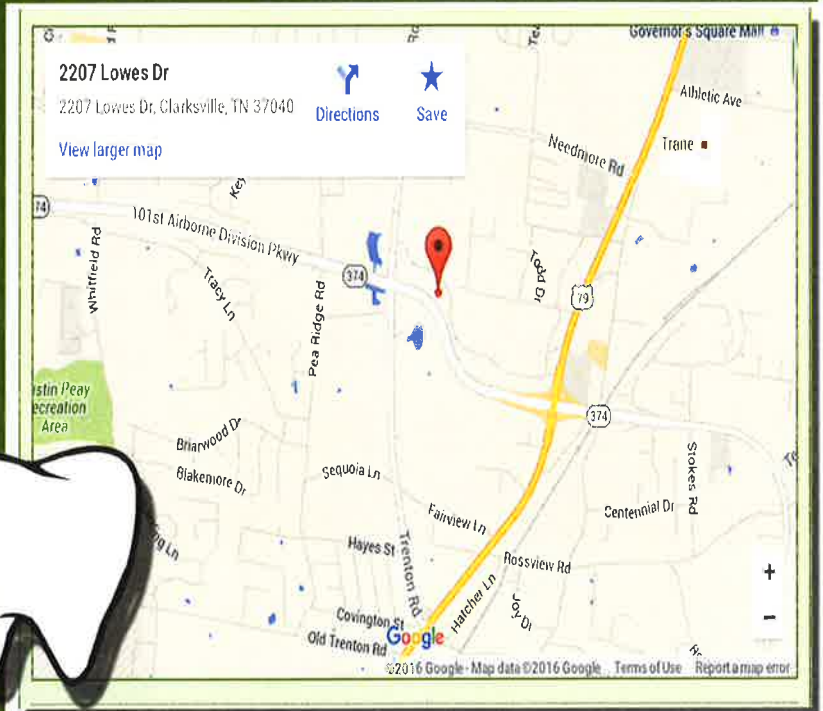 Governor's Square Mall
2207 Lowes Dr
2207 Lowes Dr, Clarksville, TN 37040
View larger map
Directions
Save
Athletic Ave
Needmore Rd
Trane
101st Airborne Division Pkwy
Whitfield Rd
Tracy Ln
374
Pea Ridge Rd
Todd Dr
79
374
stin Peay
ecreation
Area
Briarwood Dr
Blakemore Dr
Sequoia Ln
Stokes Rd
Fairview Ln
Centennial Dr
Hayes St
Trenton Rd
Rossview Rd
Hatcher Ln
Joy Dr
Covington St
Old Trenton Rd
Google
+
−
©2016 Google - Map data ©2016 Google
Terms of Use
Report a map error